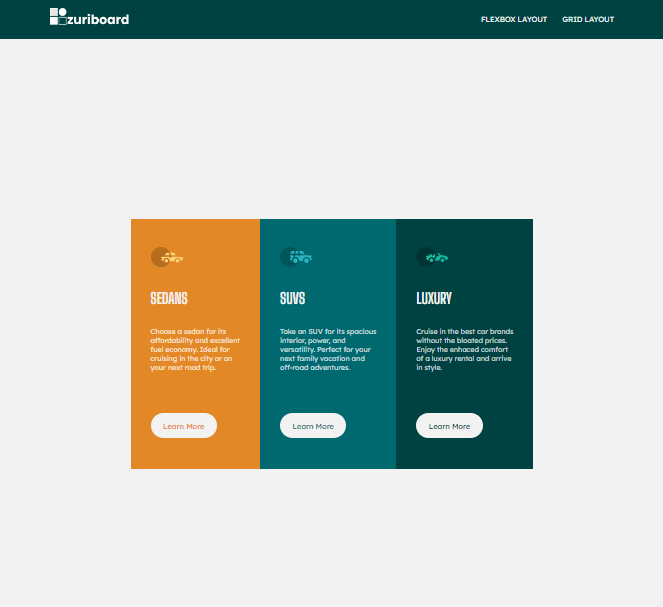 zuriboard
FLEXBOX LAYOUT
GRID LAYOUT
SEDANS
Choose a sedan for its
affordability and excellent
fuel economy. Ideal for
cruising in the city or on
your next road trip.
Learn More
SUVS
Take an SUV for its spacious
interior, power, and
versatility. Perfect for your
next family vacation and
off-road adventures.
Learn More
LUXURY
Cruise in the best car brands
without the bloated prices.
Enjoy the enhaced comfort
of a luxury rental and arrive
in style.
Learn More